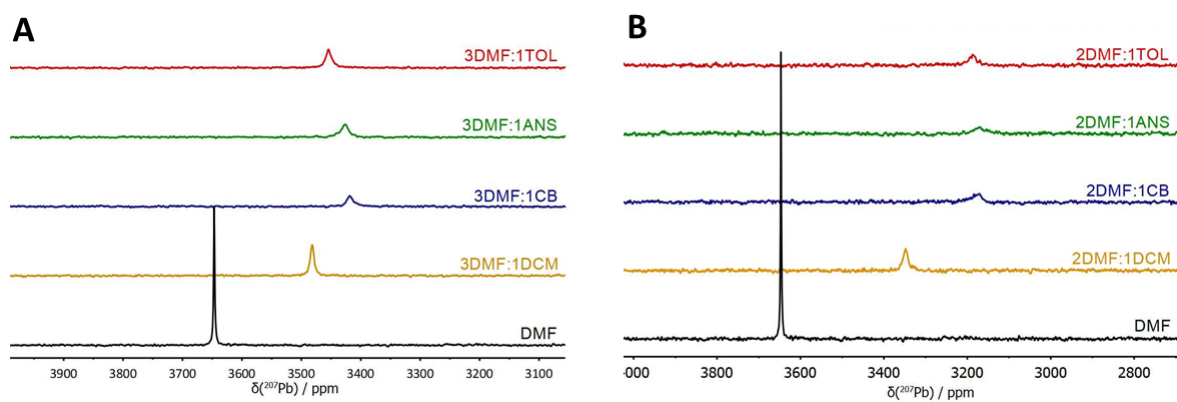 A
3DMF:1TOL
3DMF:1ANS
3DMF:1CB
3DMF:1DCM
DMF
3900 3800 3700 3600 3500 3400 3300 3200 3100
δ(²⁰⁷Pb) / ppm
B
2DMF:1TOL
2DMF:1ANS
2DMF:1CB
2DMF:1DCM
DMF
·000 3800 3600 3400 3200 3000 2800
δ(²⁰⁷Pb) / ppm